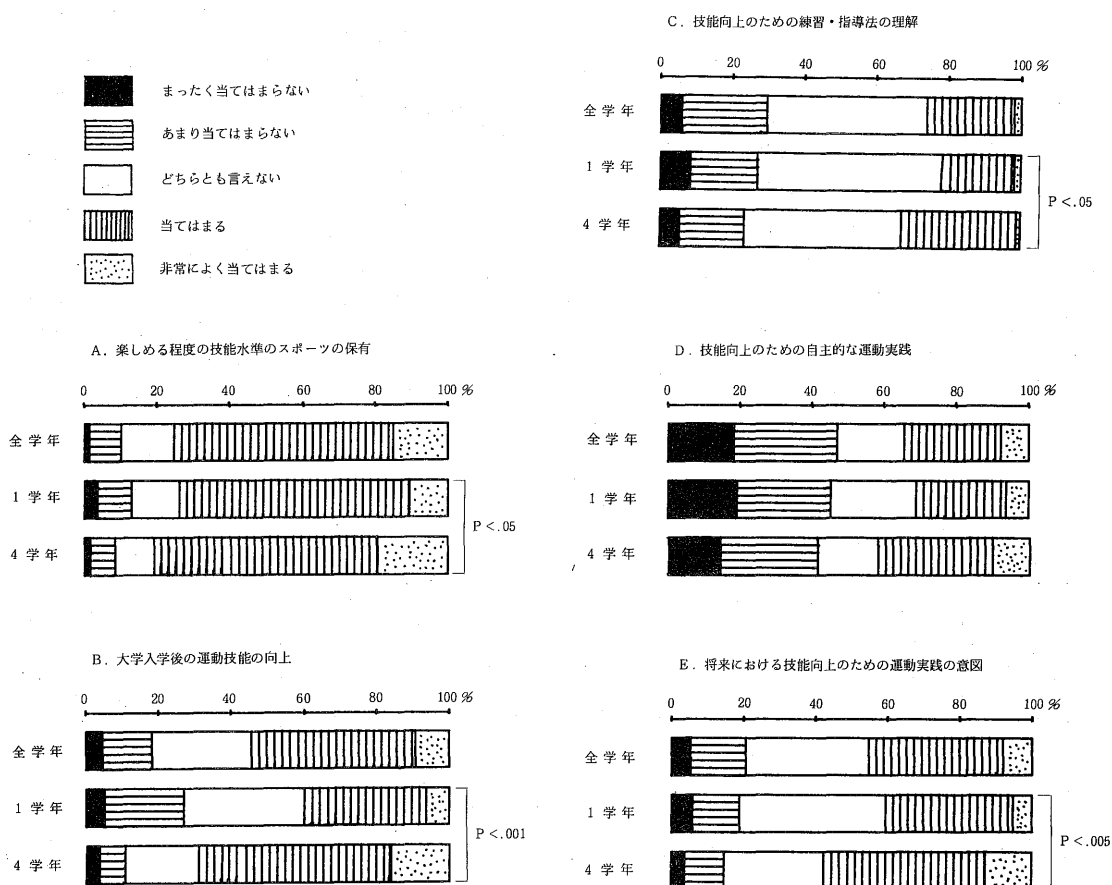 まったく当てはまらない
あまり当てはまらない
どちらとも言えない
当てはまる
非常によく当てはまる
A. 楽しめる程度の技能水準のスポーツの保有
0 20 40 60 80 100 %
全学年
1学年
4学年
P<.05
B. 大学入学後の運動技能の向上
0 20 40 60 80 100 %
全学年
1学年
4学年
P<.001
C. 技能向上のための練習・指導法の理解
0 20 40 60 80 100 %
全学年
1学年
4学年
P<.05
D. 技能向上のための自主的な運動実践
0 20 40 60 80 100 %
全学年
1学年
4学年
E. 将来における技能向上のための運動実践の意図
0 20 40 60 80 100 %
全学年
1学年
4学年
P<.005